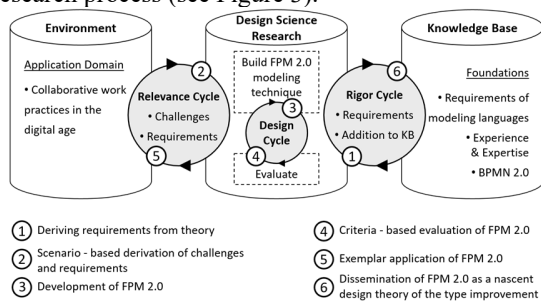 research process (see Figure 3).
Environment
Design Science
Research
Knowledge Base
Application Domain
• Collaborative work
practices in the
digital age
Relevance Cycle
• Challenges
• Requirements
2
5
Build FPM 2.0
modeling
technique
3
Design
Cycle
4
Evaluate
Rigor Cycle
• Requirements
• Addition to KB
6
1
Foundations
• Requirements of
modeling languages
• Experience
& Expertise
• BPMN 2.0
1 Deriving requirements from theory
2 Scenario - based derivation of challenges
and requirements
3 Development of FPM 2.0
4 Criteria - based evaluation of FPM 2.0
5 Exemplar application of FPM 2.0
6 Dissemination of FPM 2.0 as a nascent
design theory of the type improvement